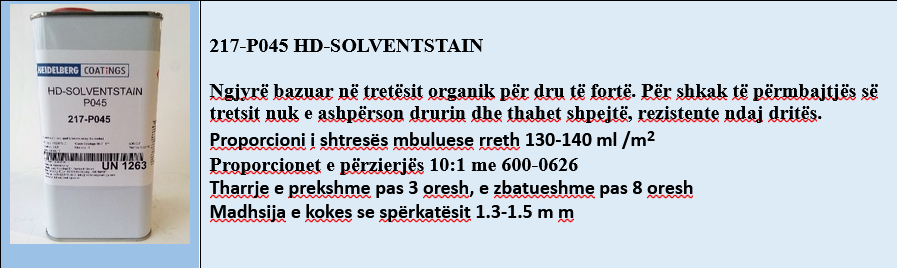 HEIDELBERG COATINGS
HD-SOLVENTSTAIN
P045
217-P045
UN 1263
217-P045 HD-SOLVENTSTAIN
Ngjyrë bazuar në tretësit organik për dru të fortë. Për shkak të përmbajtjës së
tretsit nuk e ashpërson drurin dhe thahet shpejtë, rezistente ndaj dritës.
Proporcioni i shtresës mbuluese rreth 130-140 ml /m²
Proporcionet e përzierjës 10:1 me 600-0626
Tharrje e prekshme pas 3 oresh, e zbatueshme pas 8 oresh
Madhsija e kokes se spërkatësit 1.3-1.5 m m